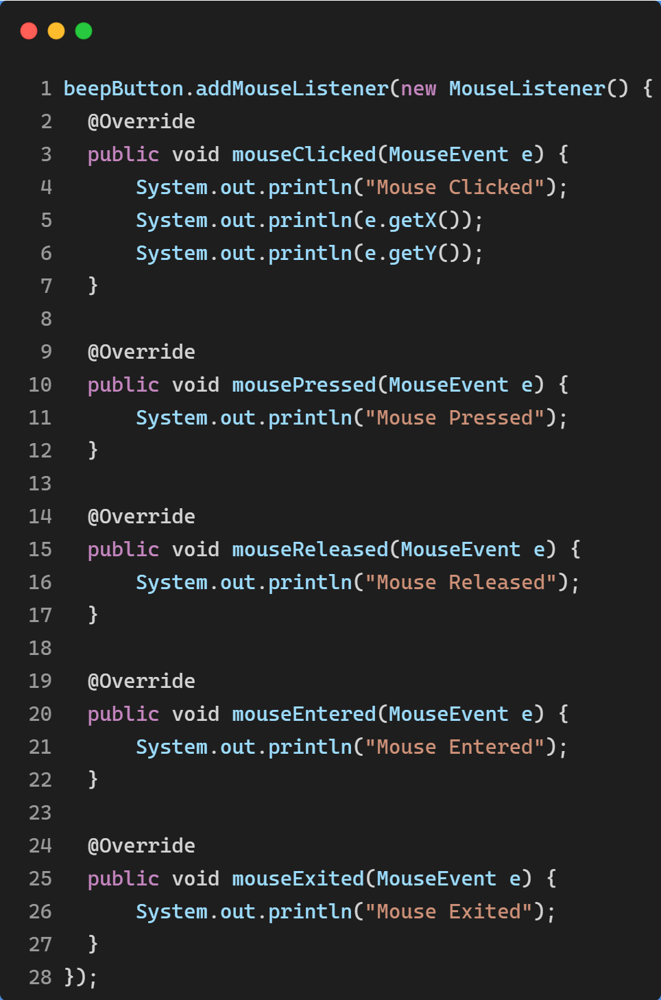 1 beepButton.addMouseListener(new MouseListener() {
2   @Override
3   public void mouseClicked(MouseEvent e) {
4       System.out.println("Mouse Clicked");
5       System.out.println(e.getX());
6       System.out.println(e.getY());
7   }
8
9   @Override
10   public void mousePressed(MouseEvent e) {
11       System.out.println("Mouse Pressed");
12   }
13
14   @Override
15   public void mouseReleased(MouseEvent e) {
16       System.out.println("Mouse Released");
17   }
18
19   @Override
20   public void mouseEntered(MouseEvent e) {
21       System.out.println("Mouse Entered");
22   }
23
24   @Override
25   public void mouseExited(MouseEvent e) {
26       System.out.println("Mouse Exited");
27   }
28 });